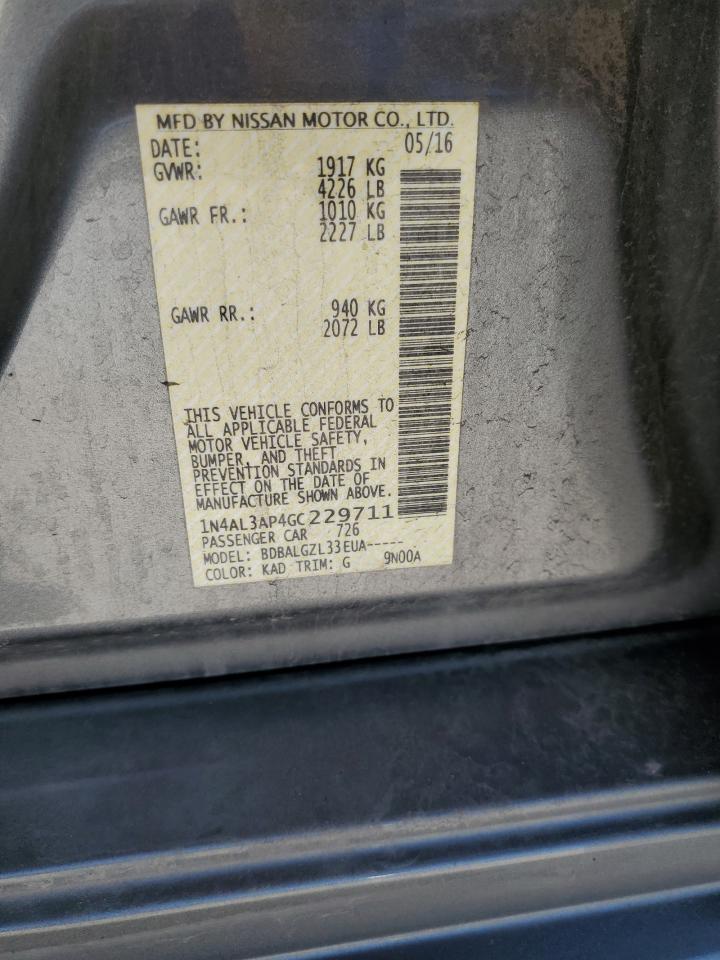 MFD BY NISSAN MOTOR CO., LTD.
DATE: 05/16
GVWR: 1917 KG
4226 LB
GAWR FR.: 1010 KG
2227 LB
GAWR RR.: 940 KG
2072 LB
THIS VEHICLE CONFORMS TO
ALL APPLICABLE FEDERAL
MOTOR VEHICLE SAFETY,
BUMPER, AND THEFT
PREVENTION STANDARDS IN
EFFECT ON THE DATE OF
MANUFACTURE SHOWN ABOVE.
1N4AL3AP4GC229711
PASSENGER CAR 726
MODEL: BDBALGZL33EUA-----
COLOR: KAD TRIM: G 9N00A